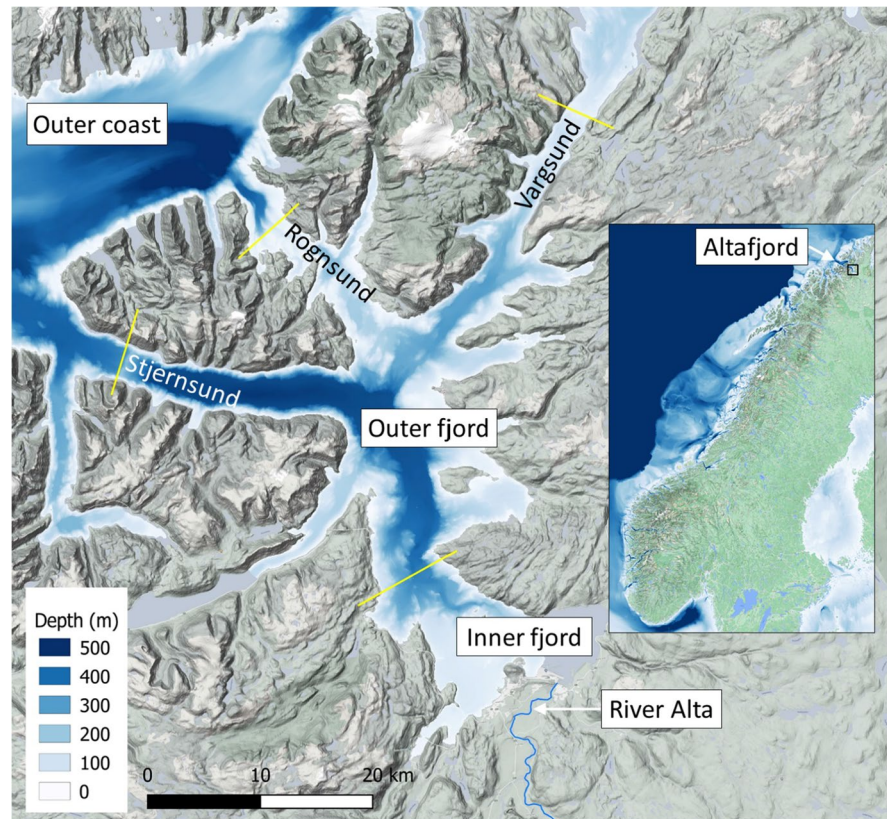 Outer coast
Vargsund
Rognsund
Altafjord
Stjernsund
Outer fjord
Inner fjord
River Alta
Depth (m)
500
400
300
200
100
0
0 10 20 km